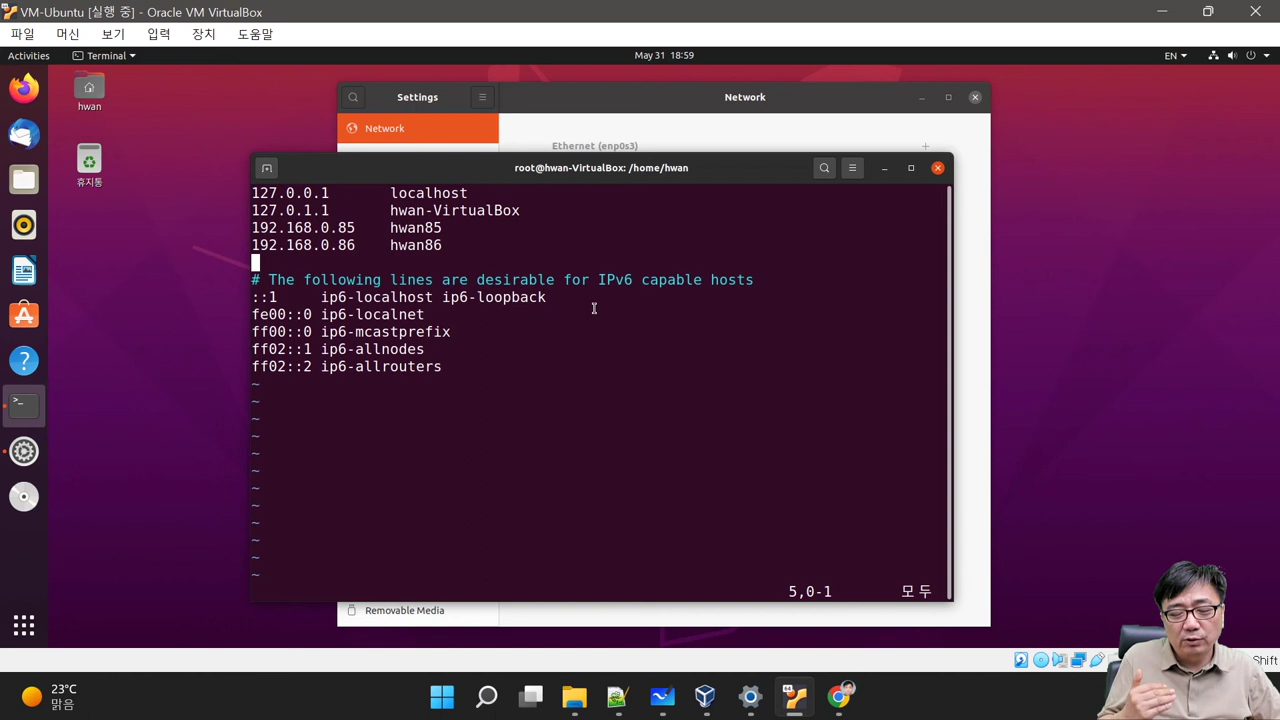 VM-Ubuntu [실행 중] - Oracle VM VirtualBox
파일 머신 보기 입력 장치 도움말
Activities Terminal May 31 18:59 EN
hwan
휴지통
Settings Network
Network
Ethernet (enp0s3)
root@hwan-VirtualBox: /home/hwan
127.0.0.1 localhost
127.0.1.1 hwan-VirtualBox
192.168.0.85 hwan85
192.168.0.86 hwan86
# The following lines are desirable for IPv6 capable hosts
::1 ip6-localhost ip6-loopback
fe00::0 ip6-localnet
ff00::0 ip6-mcastprefix
ff02::1 ip6-allnodes
ff02::2 ip6-allrouters
~
~
~
~
~
~
~
~
~
~
~
~
5,0-1 모두
Removable Media
Shift
23°C
맑음